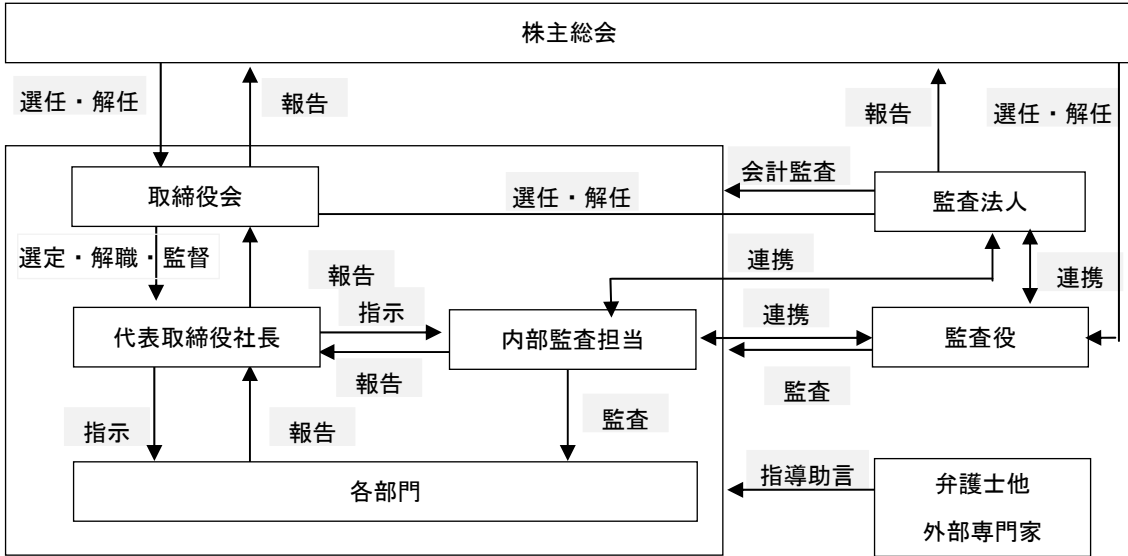 株主総会
選任・解任
報告
報告
選任・解任
取締役会
会計監査
監査法人
選任・解任
選定・解職・監督
報告
連携
連携
代表取締役社長
指示
内部監査担当
連携
監査役
報告
監査
指示
報告
監査
各部門
指導助言
弁護士他
外部専門家